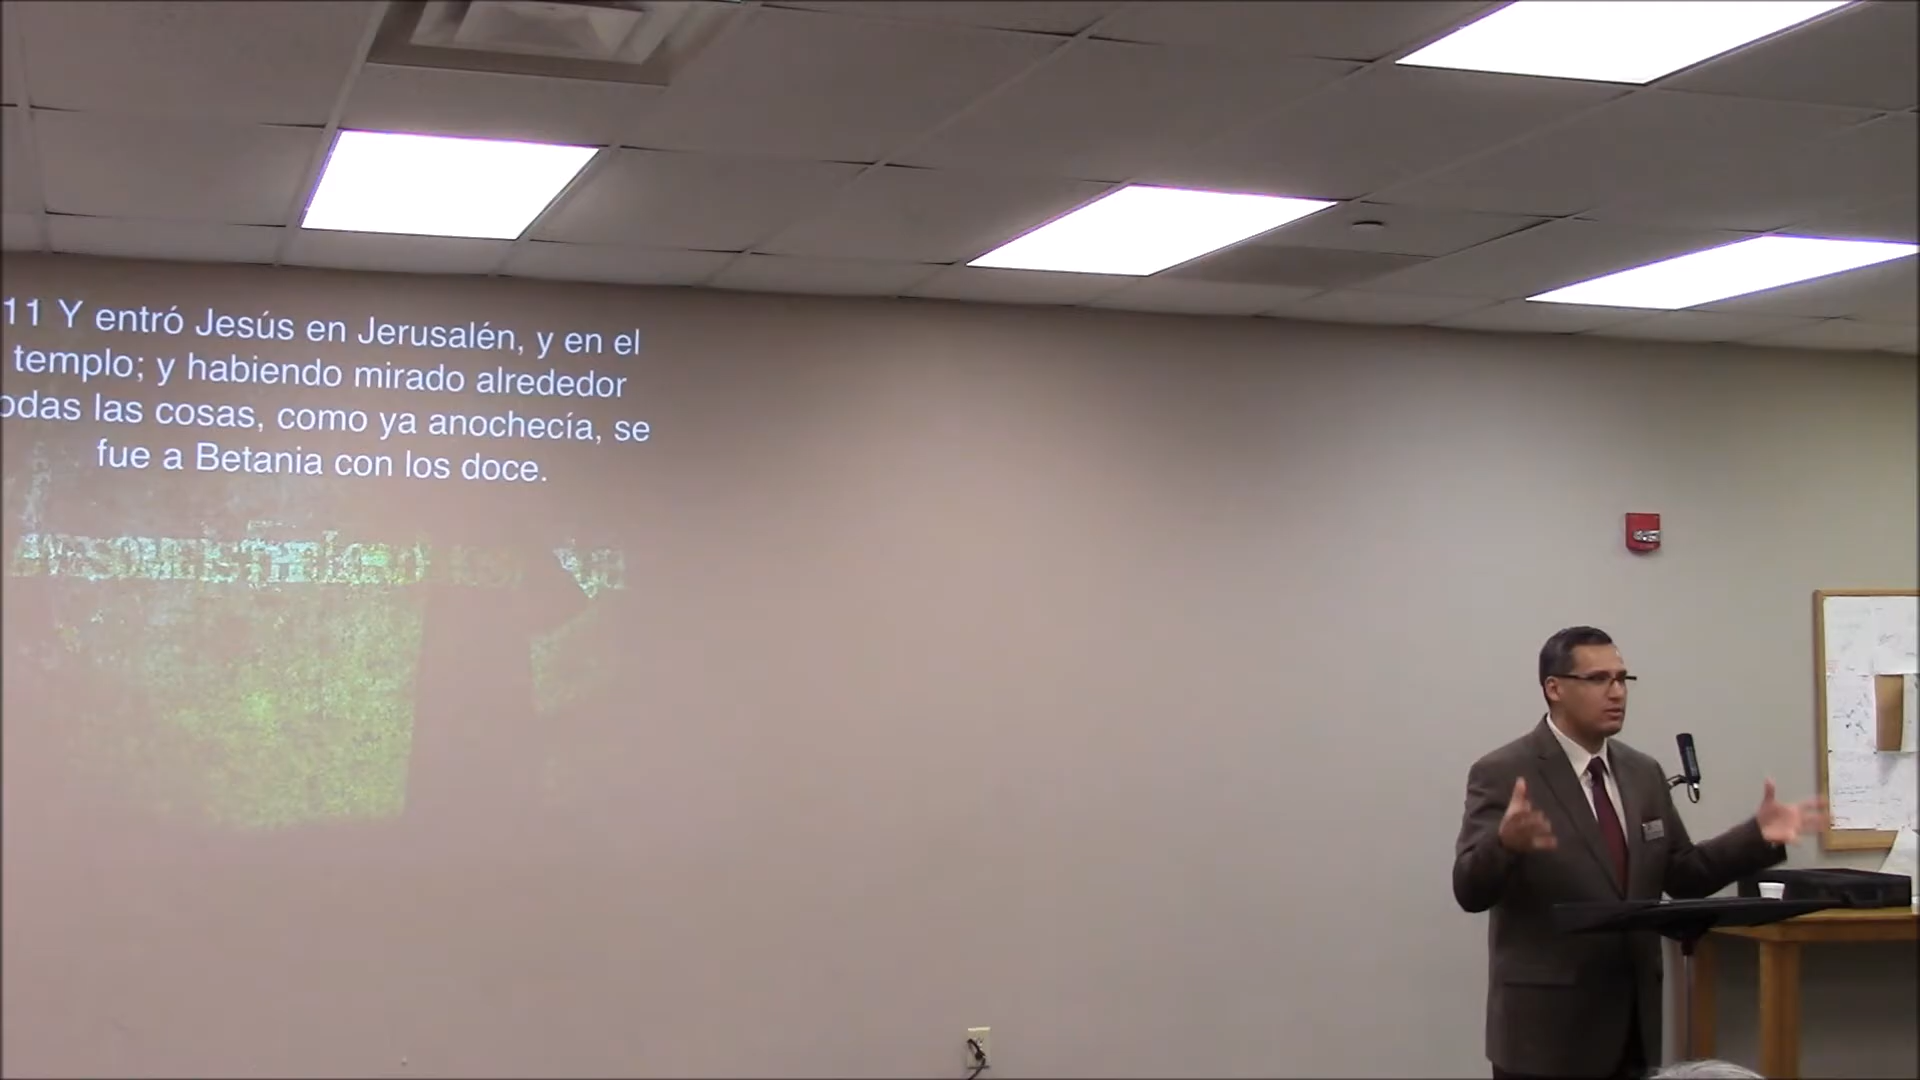 11 Y entró Jesús en Jerusalén, y en el
templo; y habiendo mirado alrededor
las cosas, como ya anochecía, se
fue a Betania con los doce.